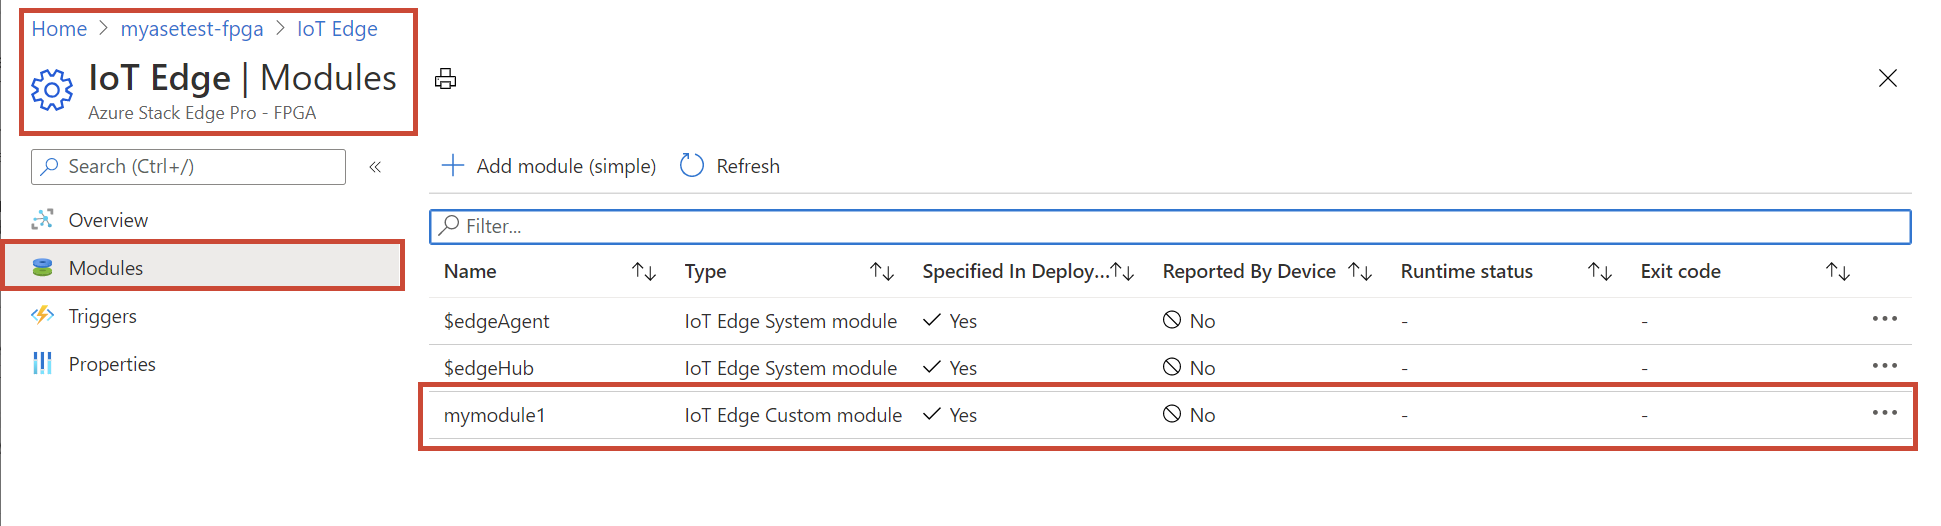 Home > myasetest-fpga > IoT Edge
IoT Edge | Modules
Azure Stack Edge Pro - FPGA
Search (Ctrl+/)
«
Overview
Modules
Triggers
Properties
Add module (simple) Refresh
Filter...
Name Type Specified In Deploy... Reported By Device Runtime status Exit code
$edgeAgent IoT Edge System module Yes No - - ...
$edgeHub IoT Edge System module Yes No - - ...
mymodule1 IoT Edge Custom module Yes No - - ...